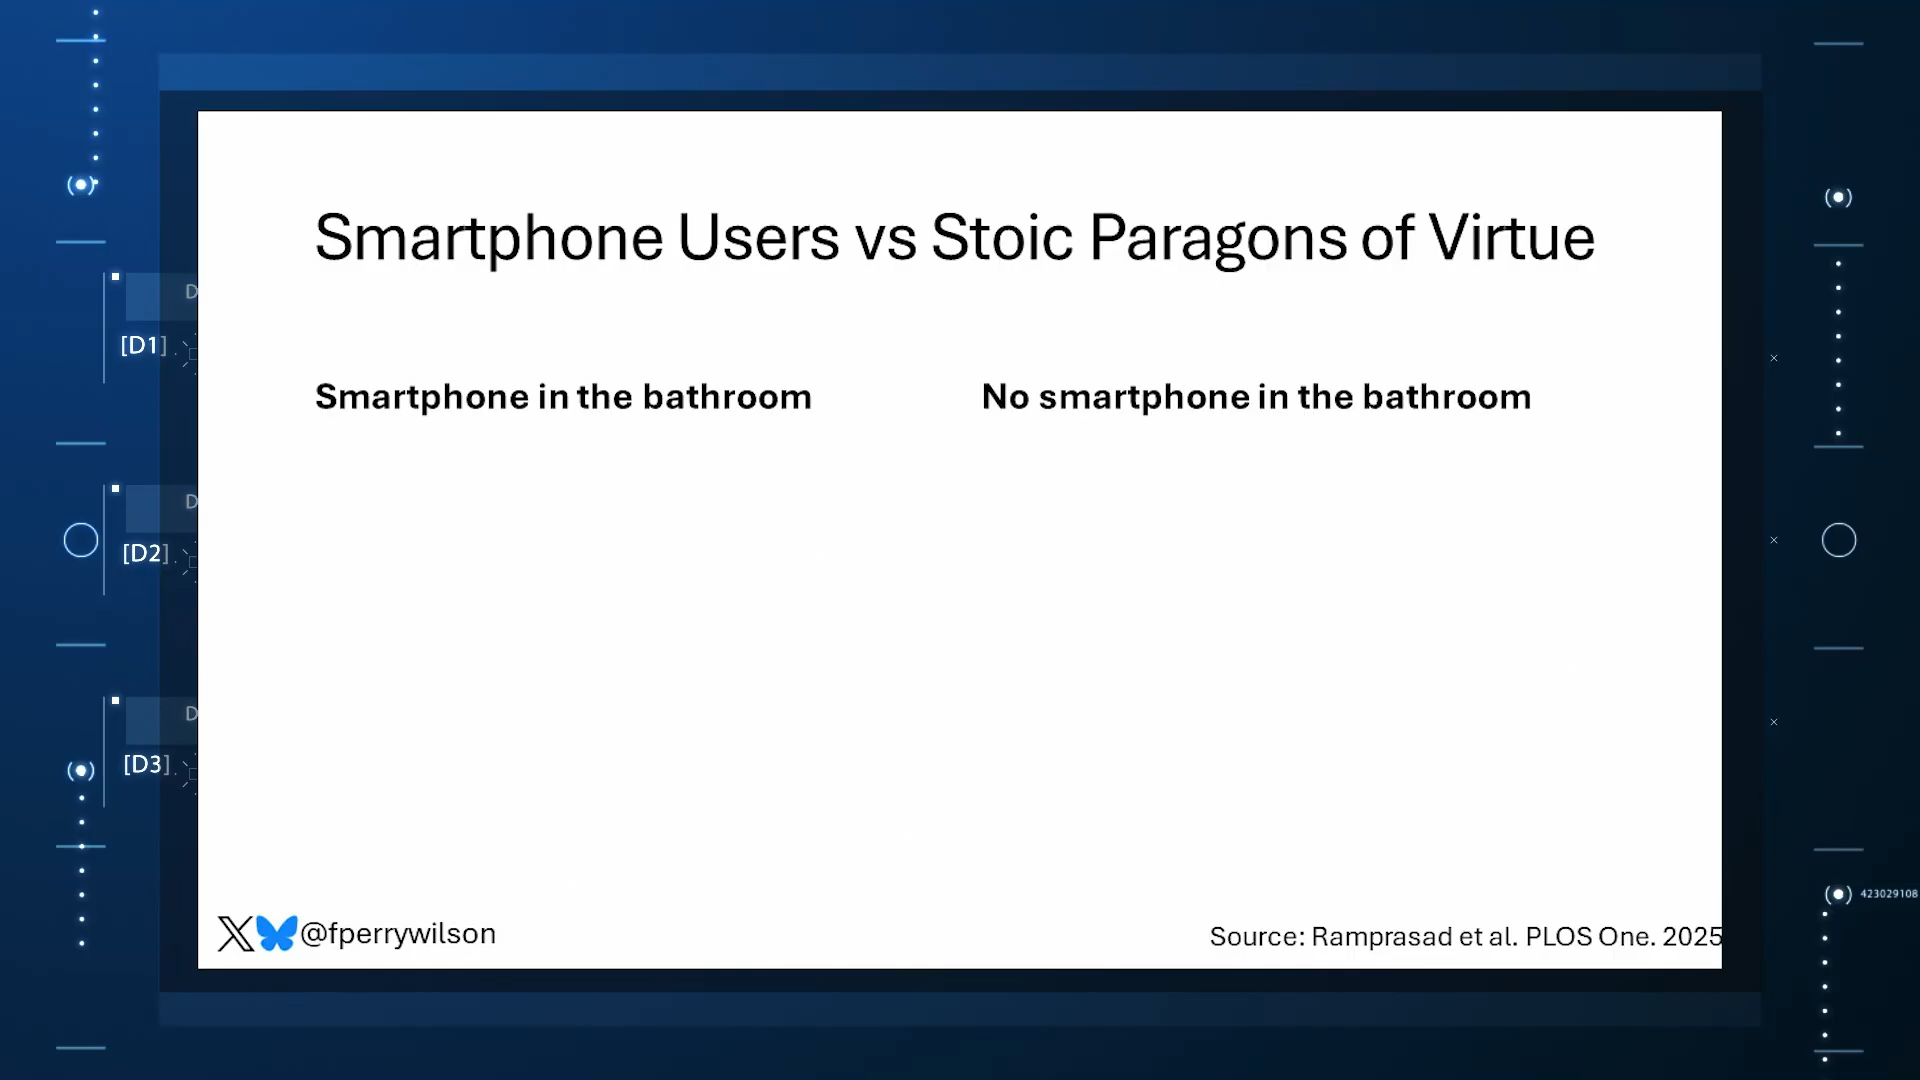 Smartphone Users vs Stoic Paragons of Virtue
Smartphone in the bathroom
No smartphone in the bathroom
D
[D1]
D
[D2]
D
[D3]
423029108
@fperrywilson
Source: Ramprasad et al. PLOS One. 2025